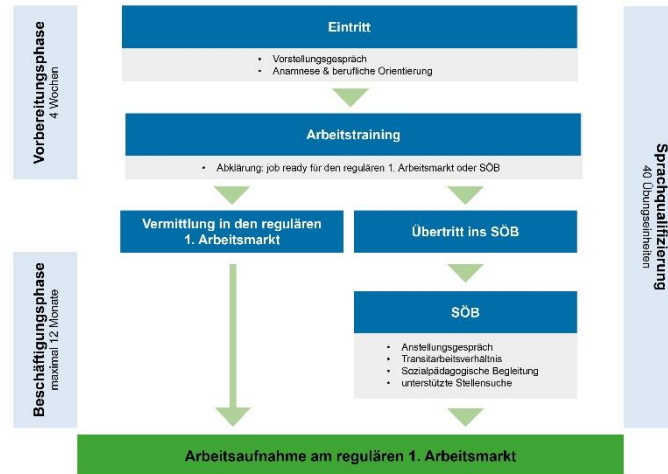 Vorbereitungsphase
4 Wochen
Eintritt
• Vorstellungsgespräch
• Anamnese & berufliche Orientierung
Arbeitstraining
• Abklärung: job ready für den regulären 1. Arbeitsmarkt oder SÖB
Vermittlung in den regulären
1. Arbeitsmarkt
Übertritt ins SÖB
Beschäftigungsphase
maximal 12 Monate
SÖB
• Anstellungsgespräch
• Transitarbeitsverhältnis
• Sozialpädagogische Begleitung
• unterstützte Stellensuche
Arbeitsaufnahme am regulären 1. Arbeitsmarkt
Sprachqualifizierung
40 Übungseinheiten